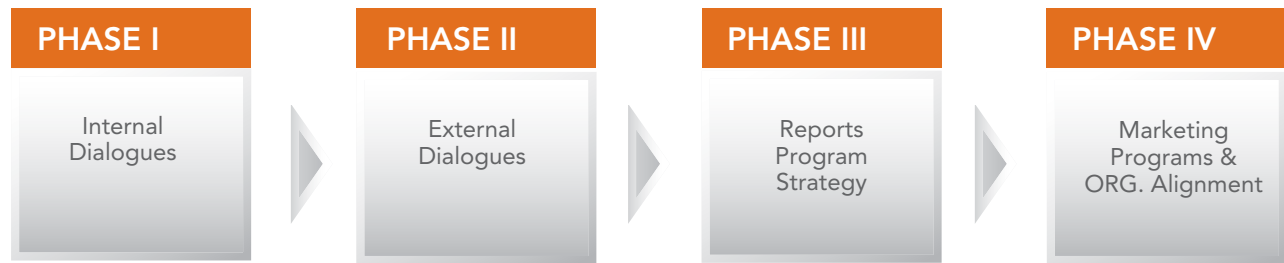 PHASE I
Internal
Dialogues
PHASE II
External
Dialogues
PHASE III
Reports
Program
Strategy
PHASE IV
Marketing
Programs &
ORG. Alignment